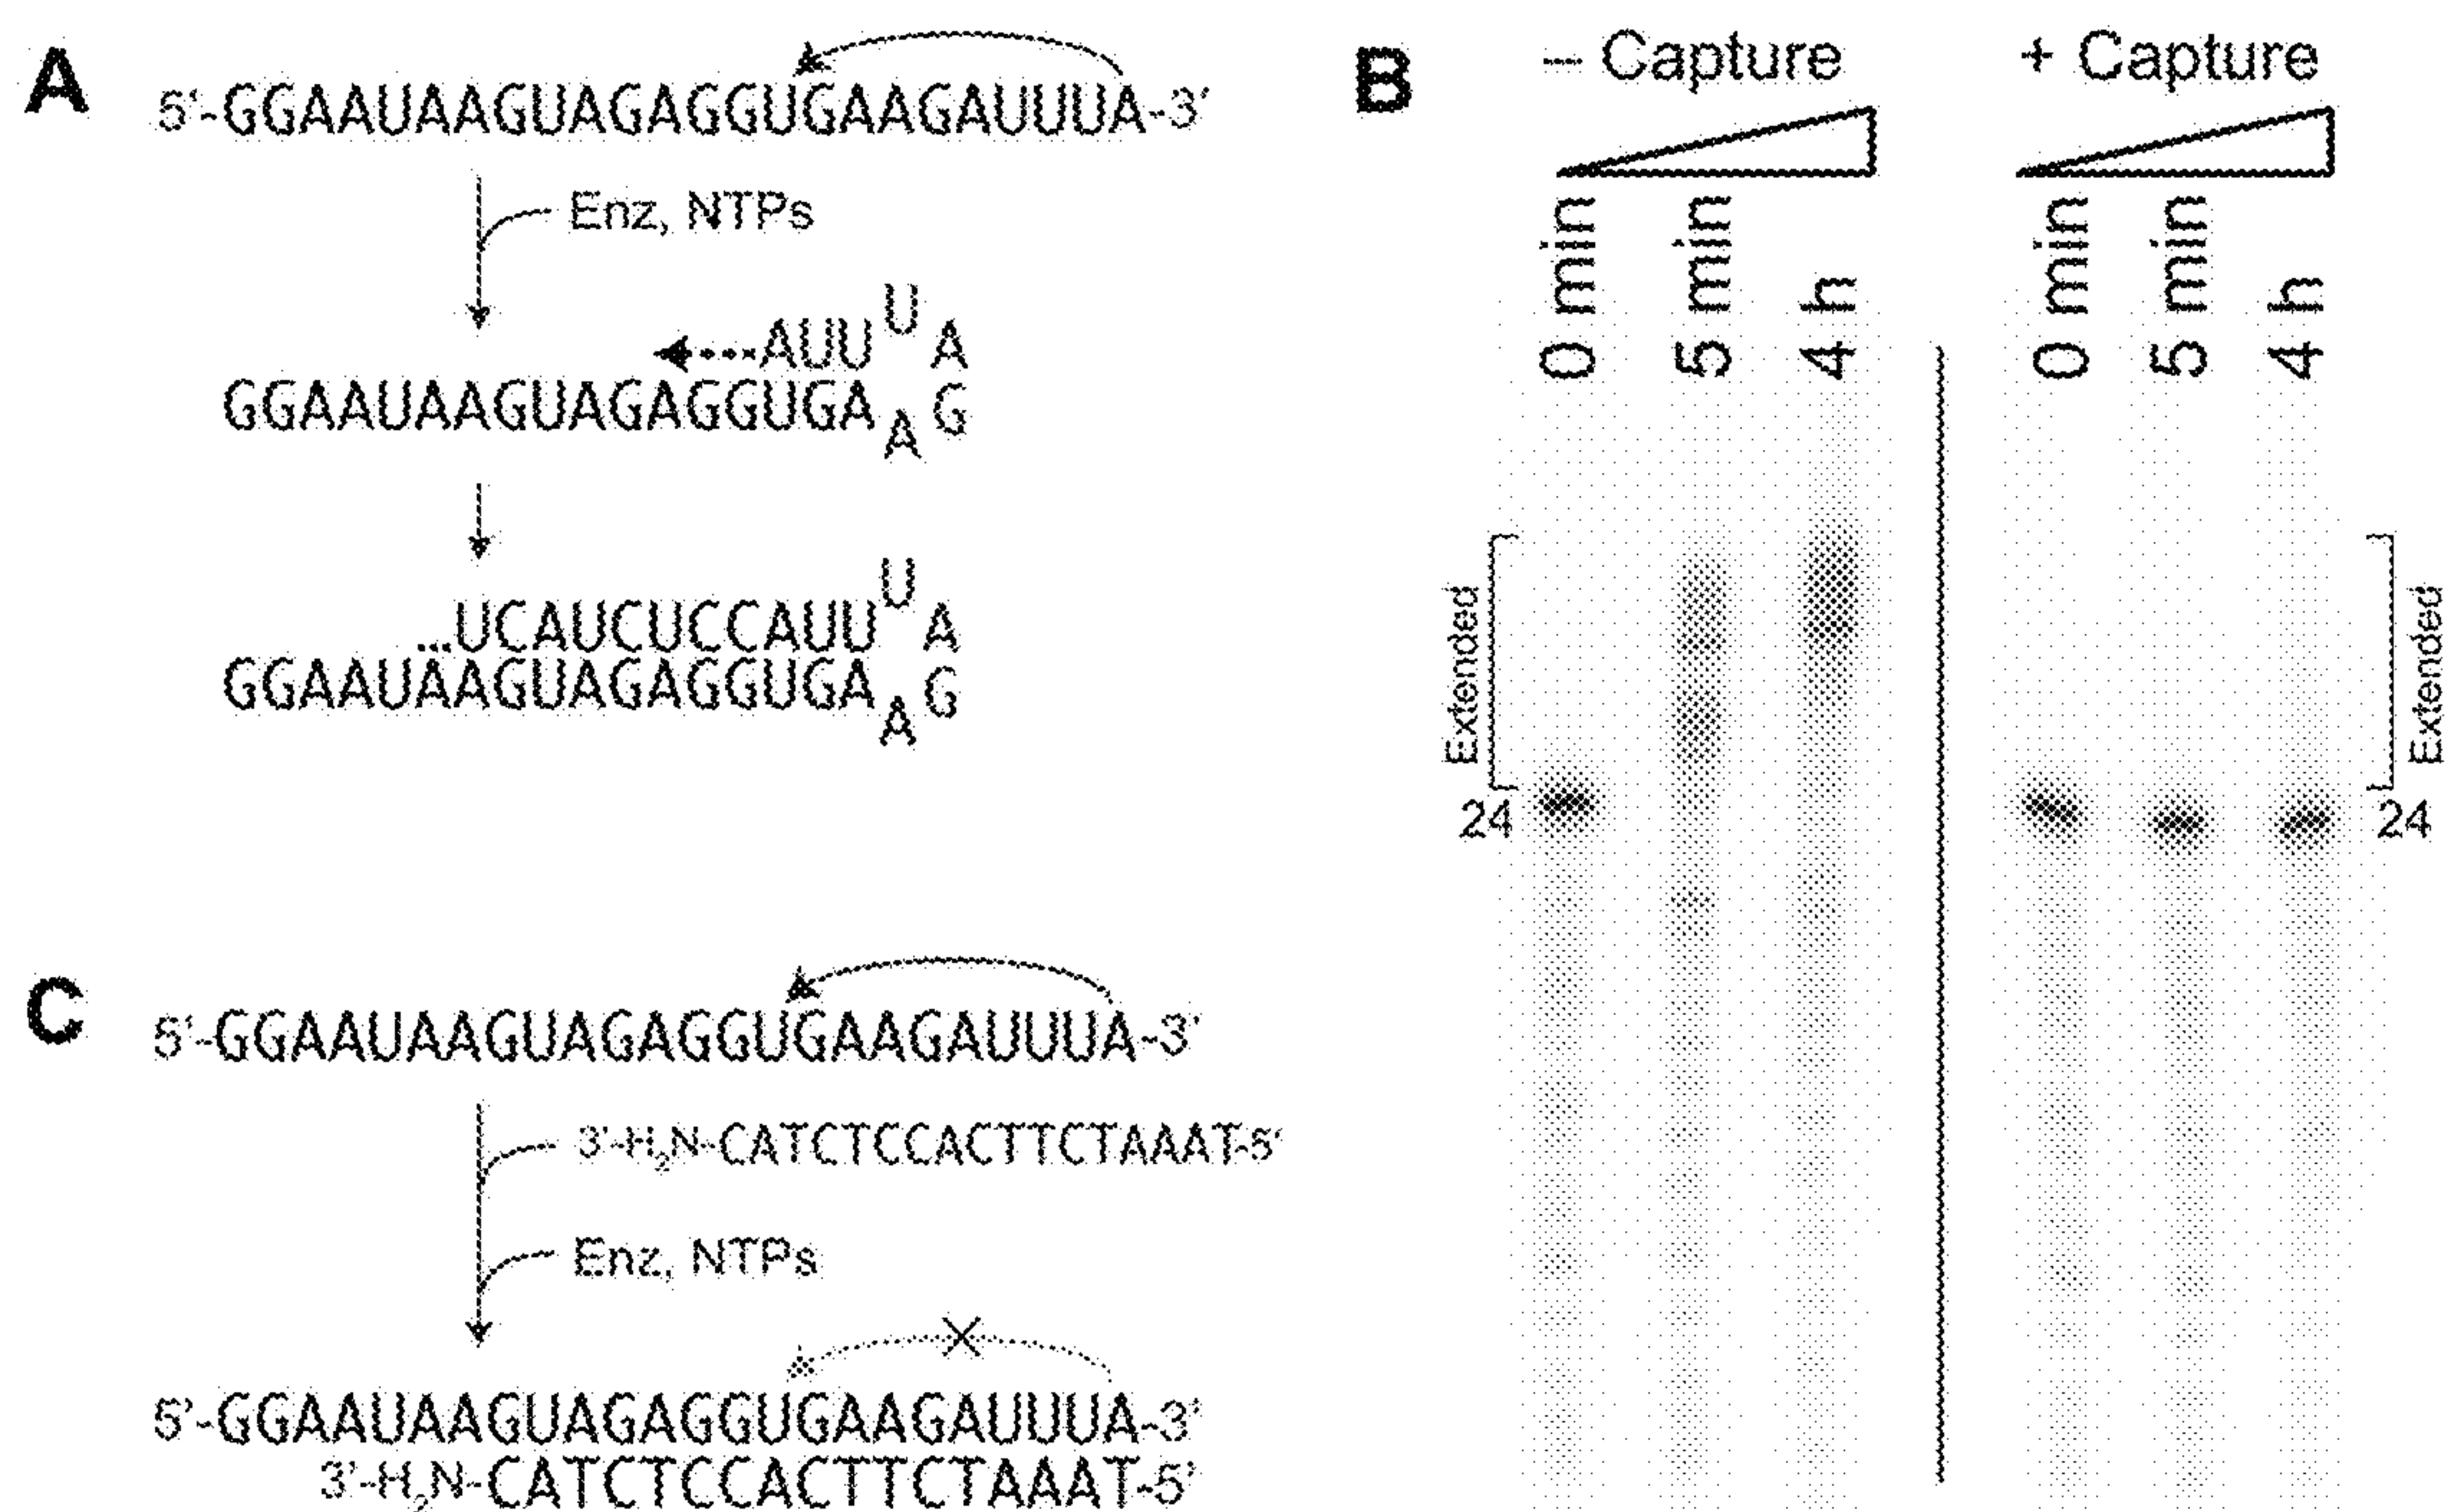 A
5'-GGAAUAAGUAGAGGUGAAGAUUUA-3'
Enz, NTPs
AUU
U
A
GGAAUAAGUAGAGGUGA
A
G
...UCAUCUCCAUU
U
A
GGAAUAAGUAGAGGUGA
A
G
B
– Capture
+ Capture
0 min
5 min
4 h
0 min
5 min
4 h
Extended
Extended
24
24
C
5'-GGAAUAAGUAGAGGUGAAGAUUUA-3'
3'-H₂N-CATCTCCACTTCTAAAT-5'
Enz, NTPs
5'-GGAAUAAGUAGAGGUGAAGAUUUA-3'
3'-H₂N-CATCTCCACTTCTAAAT-5'